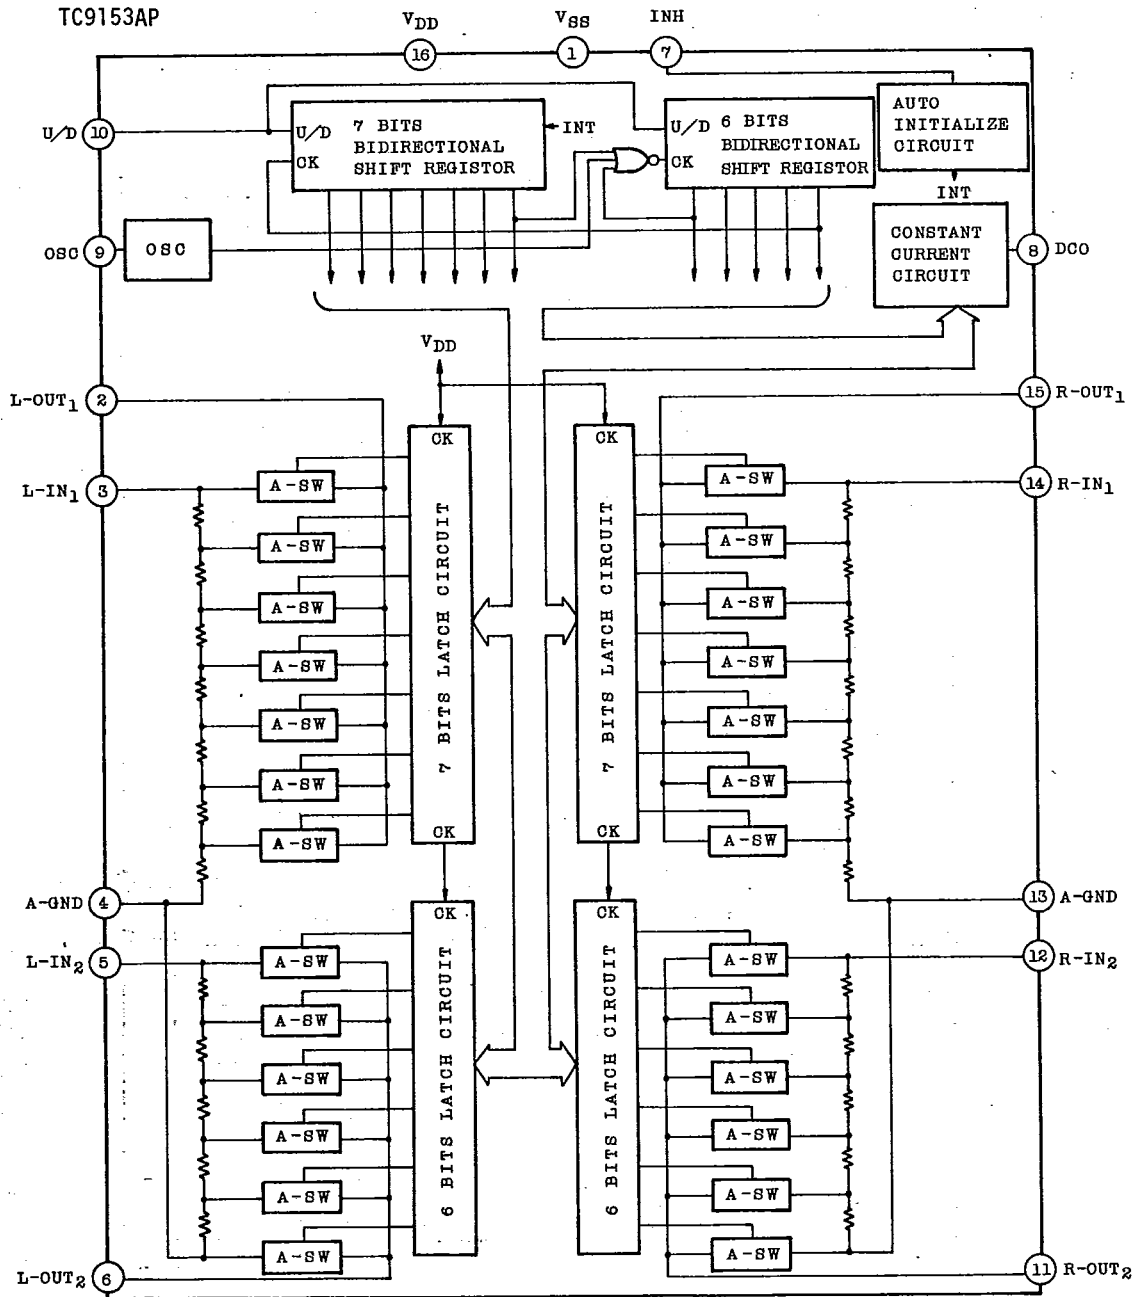 TC9153AP
VDD
VSS
INH
16
1
7
U/D
10
U/D
CK
7 BITS
BIDIRECTIONAL
SHIFT REGISTOR
INT
U/D
CK
6 BITS
BIDIRECTIONAL
SHIFT REGISTOR
AUTO
INITIALIZE
CIRCUIT
INT
OSC
9
OSC
CONSTANT
CURRENT
CIRCUIT
8
DCO
VDD
L-OUT1
2
CK
CK
15
R-OUT1
L-IN1
3
A-SW
A-SW
A-SW
A-SW
A-SW
A-SW
A-SW
7 BITS LATCH CIRCUIT
CK
7 BITS LATCH CIRCUIT
CK
A-SW
A-SW
A-SW
A-SW
A-SW
A-SW
A-SW
14
R-IN1
A-GND
4
CK
CK
13
A-GND
L-IN2
5
A-SW
A-SW
A-SW
A-SW
A-SW
A-SW
6 BITS LATCH CIRCUIT
6 BITS LATCH CIRCUIT
A-SW
A-SW
A-SW
A-SW
A-SW
A-SW
12
R-IN2
L-OUT2
6
11
R-OUT2